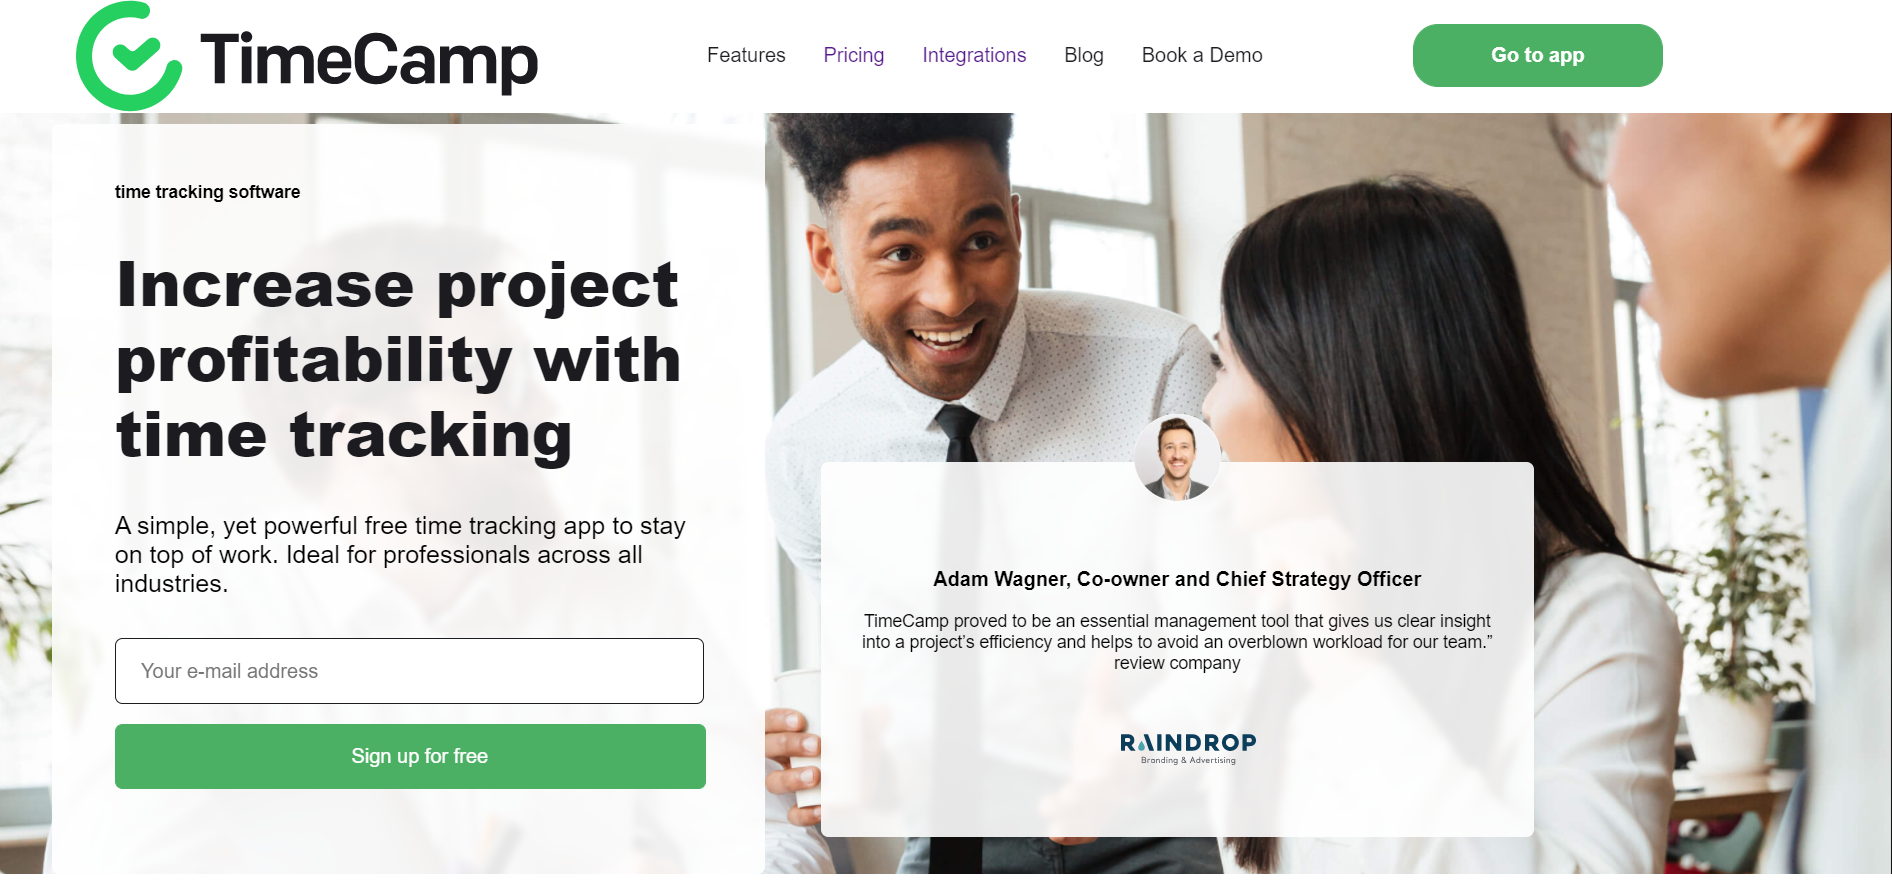 TimeCamp
Features Pricing Integrations Blog Book a Demo
Go to app
time tracking software
Increase project
profitability with
time tracking
A simple, yet powerful free time tracking app to stay
on top of work. Ideal for professionals across all
industries.
Your e-mail address
Sign up for free
Adam Wagner, Co-owner and Chief Strategy Officer
TimeCamp proved to be an essential management tool that gives us clear insight
into a project’s efficiency and helps to avoid an overblown workload for our team.”
review company
RAINDROP
Branding & Advertising